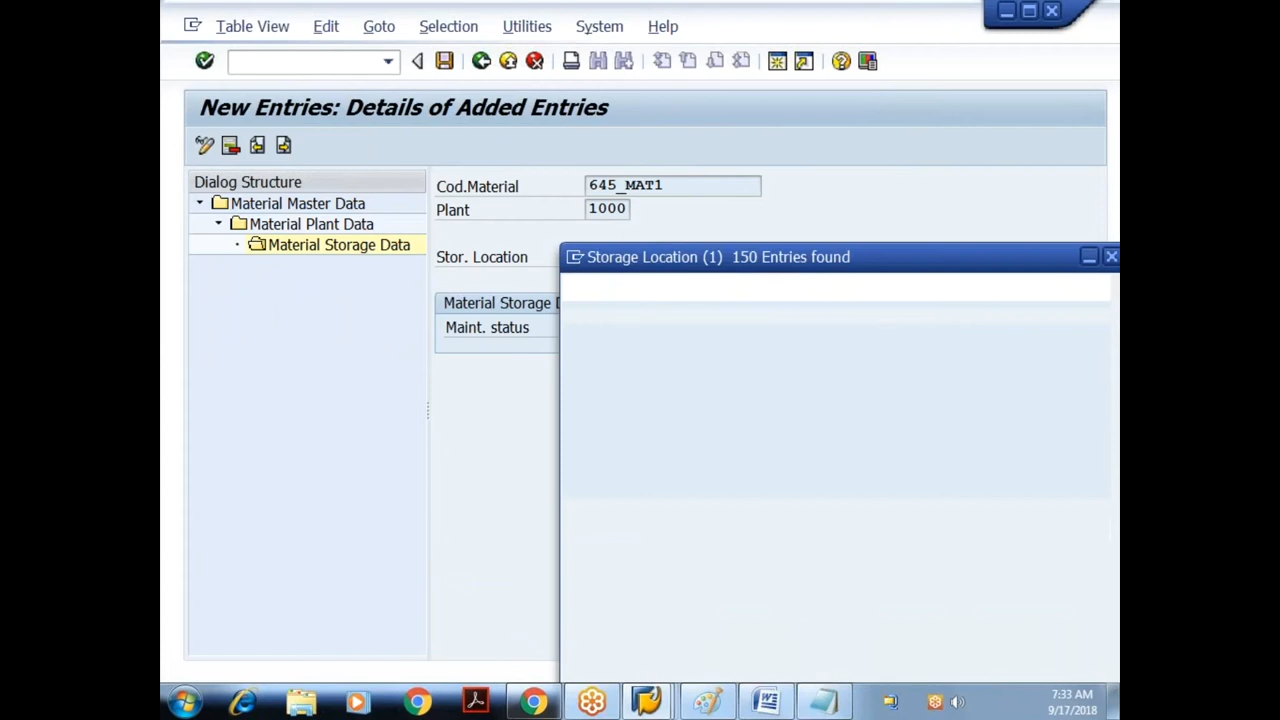 Table View Edit Goto Selection Utilities System Help
New Entries: Details of Added Entries
Dialog Structure
Material Master Data
Material Plant Data
Material Storage Data
Cod.Material 645_MAT1
Plant 1000
Stor. Location
Storage Location (1) 150 Entries found
Material Storage
Maint. status
7:33 AM
9/17/2018